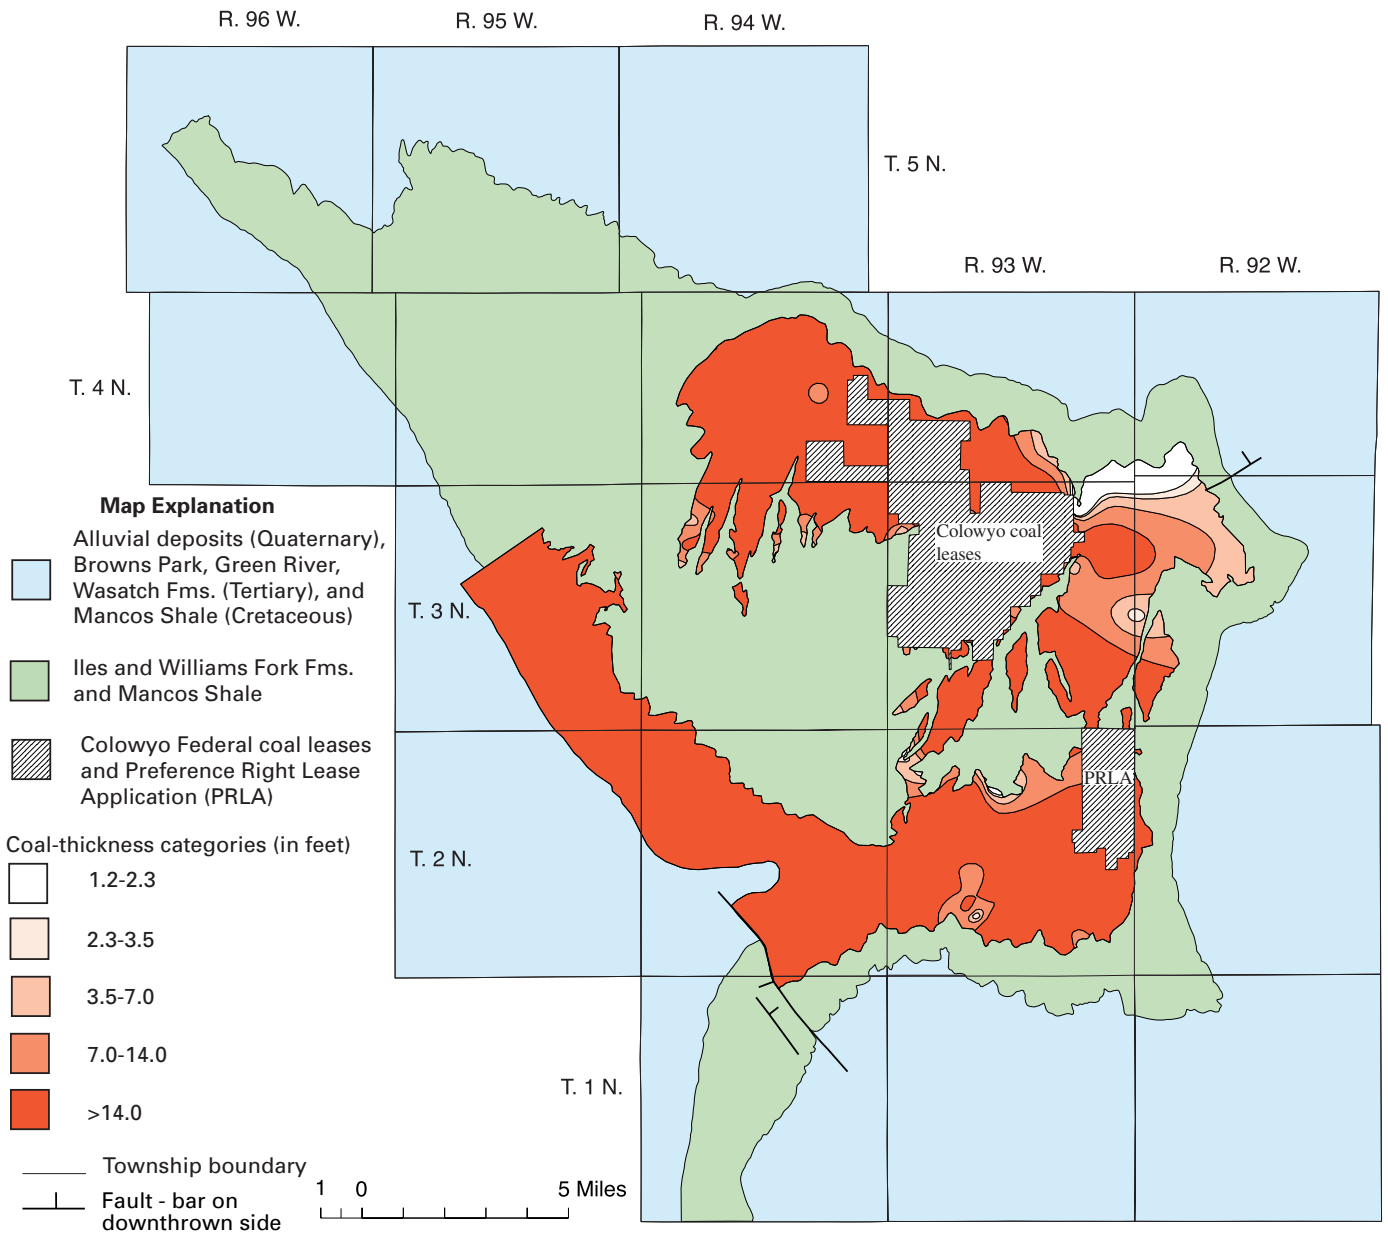 R. 96 W.
R. 95 W.
R. 94 W.
T. 5 N.
R. 93 W.
R. 92 W.
T. 4 N.
Map Explanation
Alluvial deposits (Quaternary),
Browns Park, Green River,
Wasatch Fms. (Tertiary), and
Mancos Shale (Cretaceous)
Colowyo coal
leases
T. 3 N.
Iles and Williams Fork Fms.
and Mancos Shale
Colowyo Federal coal leases
and Preference Right Lease
Application (PRLA)
PRLA
Coal-thickness categories (in feet)
T. 2 N.
1.2-2.3
2.3-3.5
3.5-7.0
7.0-14.0
>14.0
T. 1 N.
Township boundary
Fault - bar on
downthrown side
1 0 5 Miles